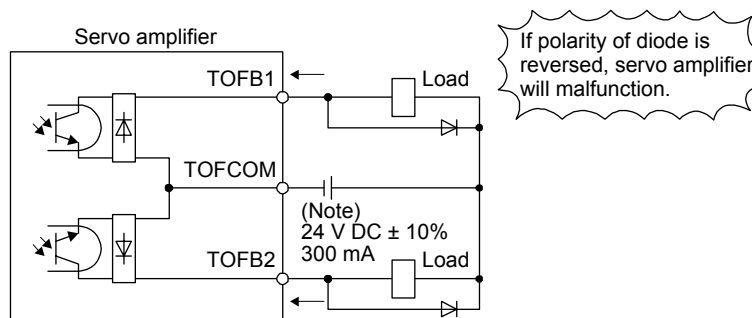 Servo amplifier
If polarity of diode is
reversed, servo amplifier
will malfunction.
TOFB1
Load
TOFCOM
(Note)
24 V DC ± 10%
300 mA
TOFB2
Load